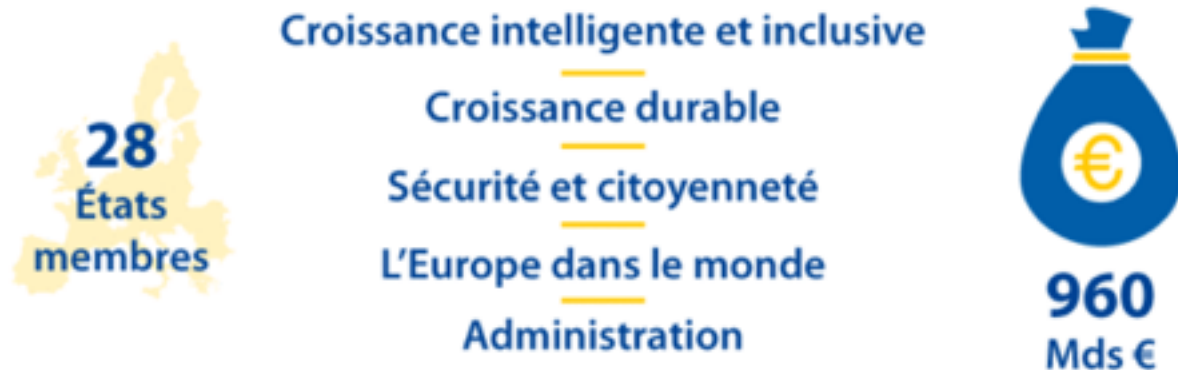 28
États
membres
Croissance intelligente et inclusive
Croissance durable
Sécurité et citoyenneté
L'Europe dans le monde
Administration
€
960
Mds €